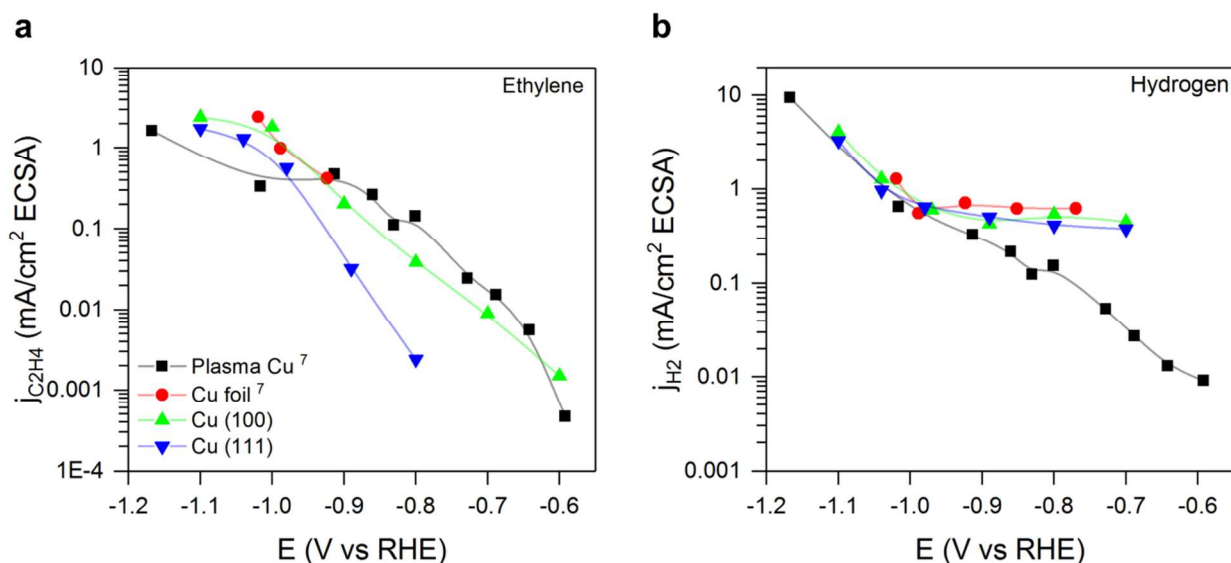 a
Ethylene
j_C2H4 (mA/cm² ECSA)
10
1
0.1
0.01
0.001
1E-4
Plasma Cu ⁷
Cu foil ⁷
Cu (100)
Cu (111)
-1.2 -1.1 -1.0 -0.9 -0.8 -0.7 -0.6
E (V vs RHE)
b
Hydrogen
j_H2 (mA/cm² ECSA)
10
1
0.1
0.01
0.001
-1.2 -1.1 -1.0 -0.9 -0.8 -0.7 -0.6
E (V vs RHE)